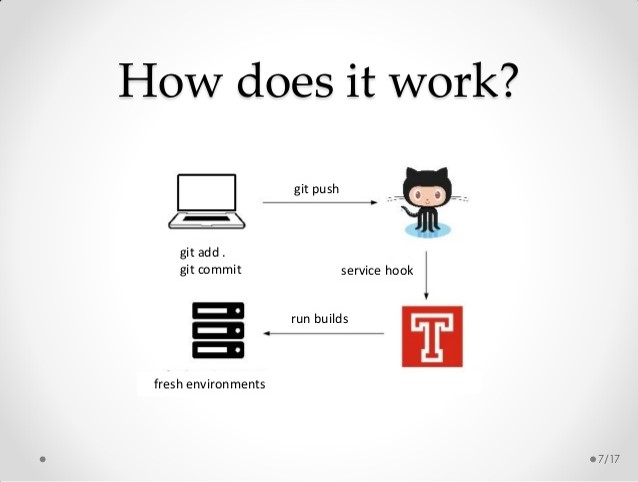 How does it work?
git push
git add .
git commit
service hook
run builds
T
fresh environments
7/17